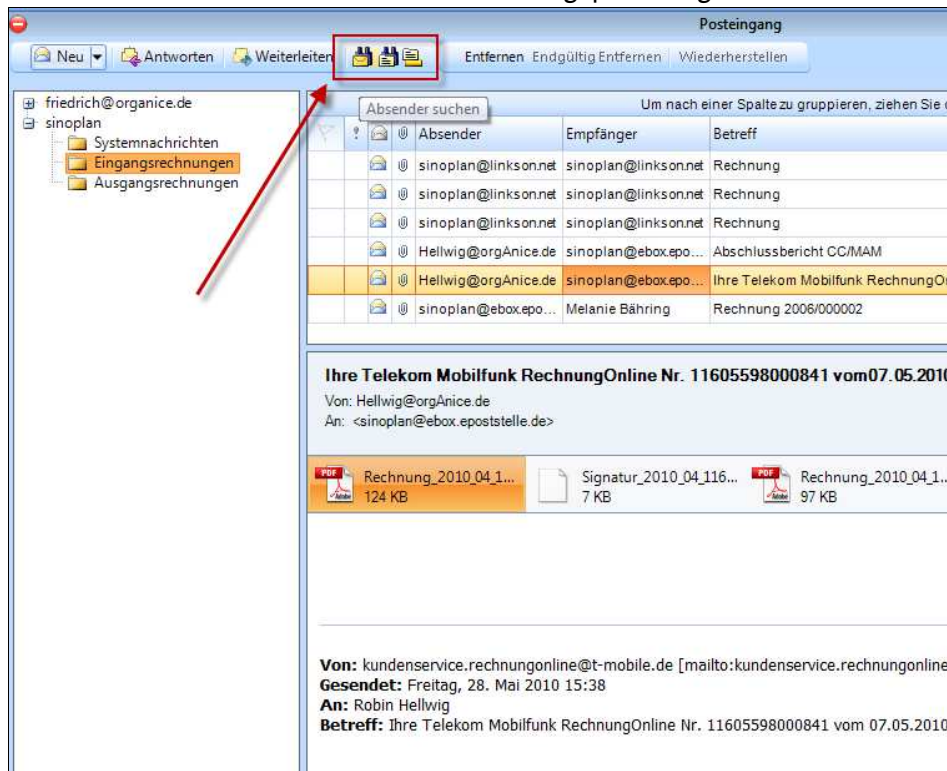 Posteingang
Neu Antworten Weiterleiten Entfernen Endgültig Entfernen Wiederherstellen
friedrich@organice.de
sinoplan
Systemnachrichten
Eingangsrechnungen
Ausgangsrechnungen
Absender suchen
Um nach einer Spalte zu gruppieren, ziehen Sie
! Absender Empfänger Betreff
sinoplan@linkson.net sinoplan@linkson.net Rechnung
sinoplan@linkson.net sinoplan@linkson.net Rechnung
sinoplan@linkson.net sinoplan@linkson.net Rechnung
Hellwig@orgAnice.de sinoplan@ebox.epo... Abschlussbericht CC/MAM
Hellwig@orgAnice.de sinoplan@ebox.epo... Ihre Telekom Mobilfunk RechnungO
sinoplan@ebox.epo... Melanie Bähring Rechnung 2006/000002
Ihre Telekom Mobilfunk RechnungOnline Nr. 11605598000841 vom07.05.2010
Von: Hellwig@orgAnice.de
An: <sinoplan@ebox.epoststelle.de>
PDF Rechnung_2010_04_1... Signatur_2010_04_116... PDF Rechnung_2010_04_1...
Adobe 124 KB 7 KB Adobe 97 KB
Von: kundenservice.rechnungonline@t-mobile.de [mailto:kundenservice.rechnungonline
Gesendet: Freitag, 28. Mai 2010 15:38
An: Robin Hellwig
Betreff: Ihre Telekom Mobilfunk RechnungOnline Nr. 11605598000841 vom 07.05.2010